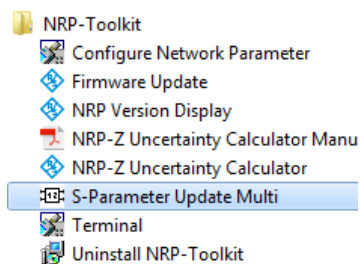 NRP-Toolkit
Configure Network Parameter
Firmware Update
NRP Version Display
NRP-Z Uncertainty Calculator Manu
NRP-Z Uncertainty Calculator
S-Parameter Update Multi
Terminal
Uninstall NRP-Toolkit